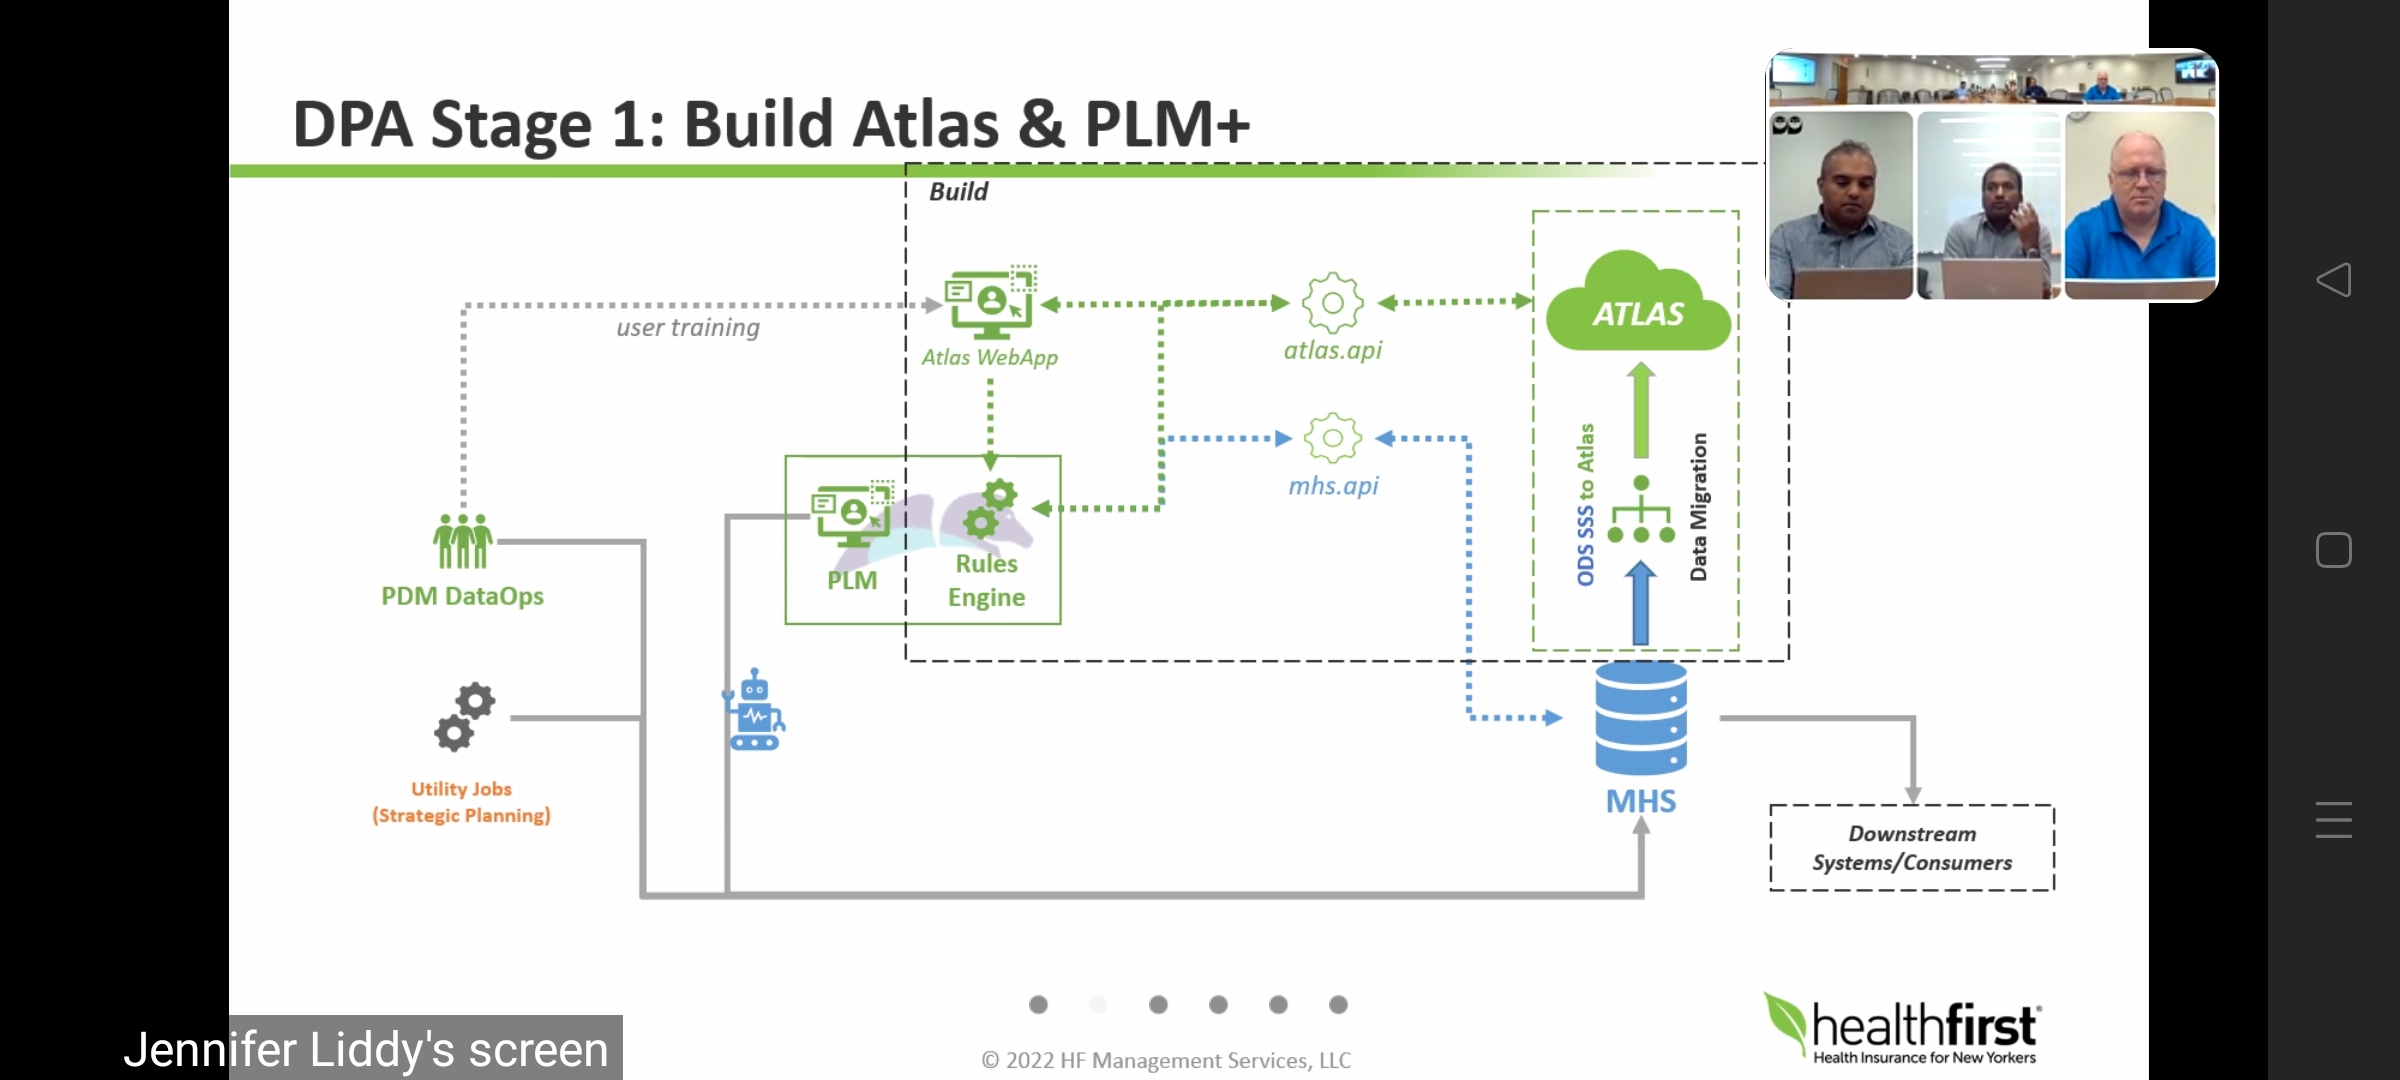 DPA Stage 1: Build Atlas & PLM+
Build
user training
Atlas WebApp
atlas.api
ATLAS
mhs.api
ODS SSS to Atlas
Data Migration
PLM
Rules
Engine
PDM DataOps
Utility Jobs
(Strategic Planning)
MHS
Downstream
Systems/Consumers
Jennifer Liddy's screen
© 2022 HF Management Services, LLC
healthfirst®
Health Insurance for New Yorkers